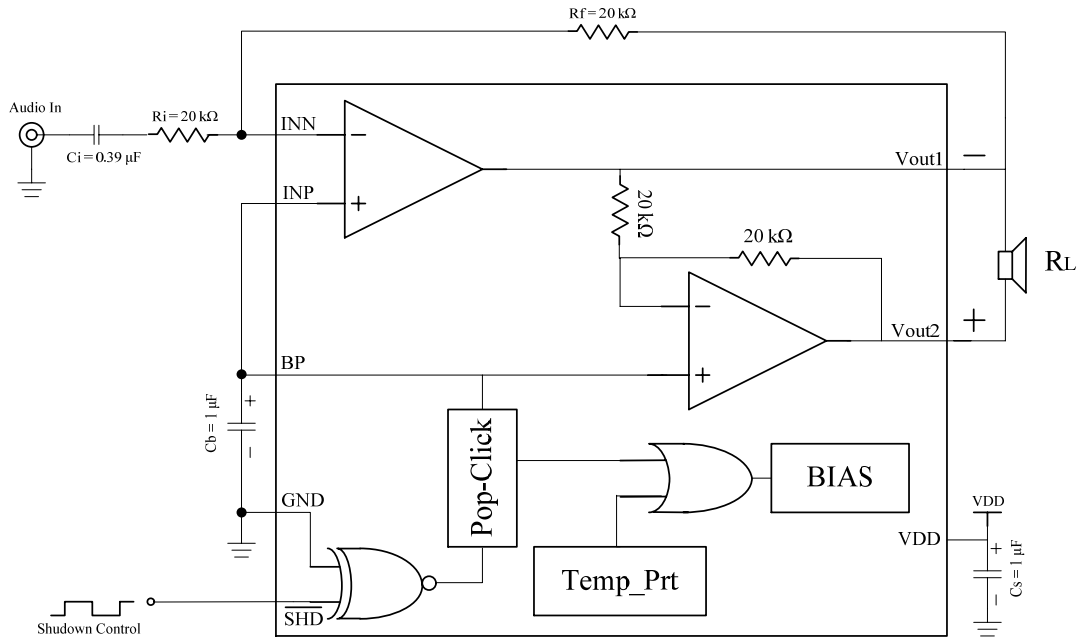 Rf = 20 kΩ
Audio In
Ri = 20 kΩ
Ci = 0.39 μF
INN
−
INP
+
Vout1
−
20 kΩ
20 kΩ
RL
−
+
Vout2
+
BP
Cb = 1 μF
+
−
Pop-Click
BIAS
GND
Temp_Prt
VDD
VDD
+
−
Cs = 1 μF
SHD
Shudown Control